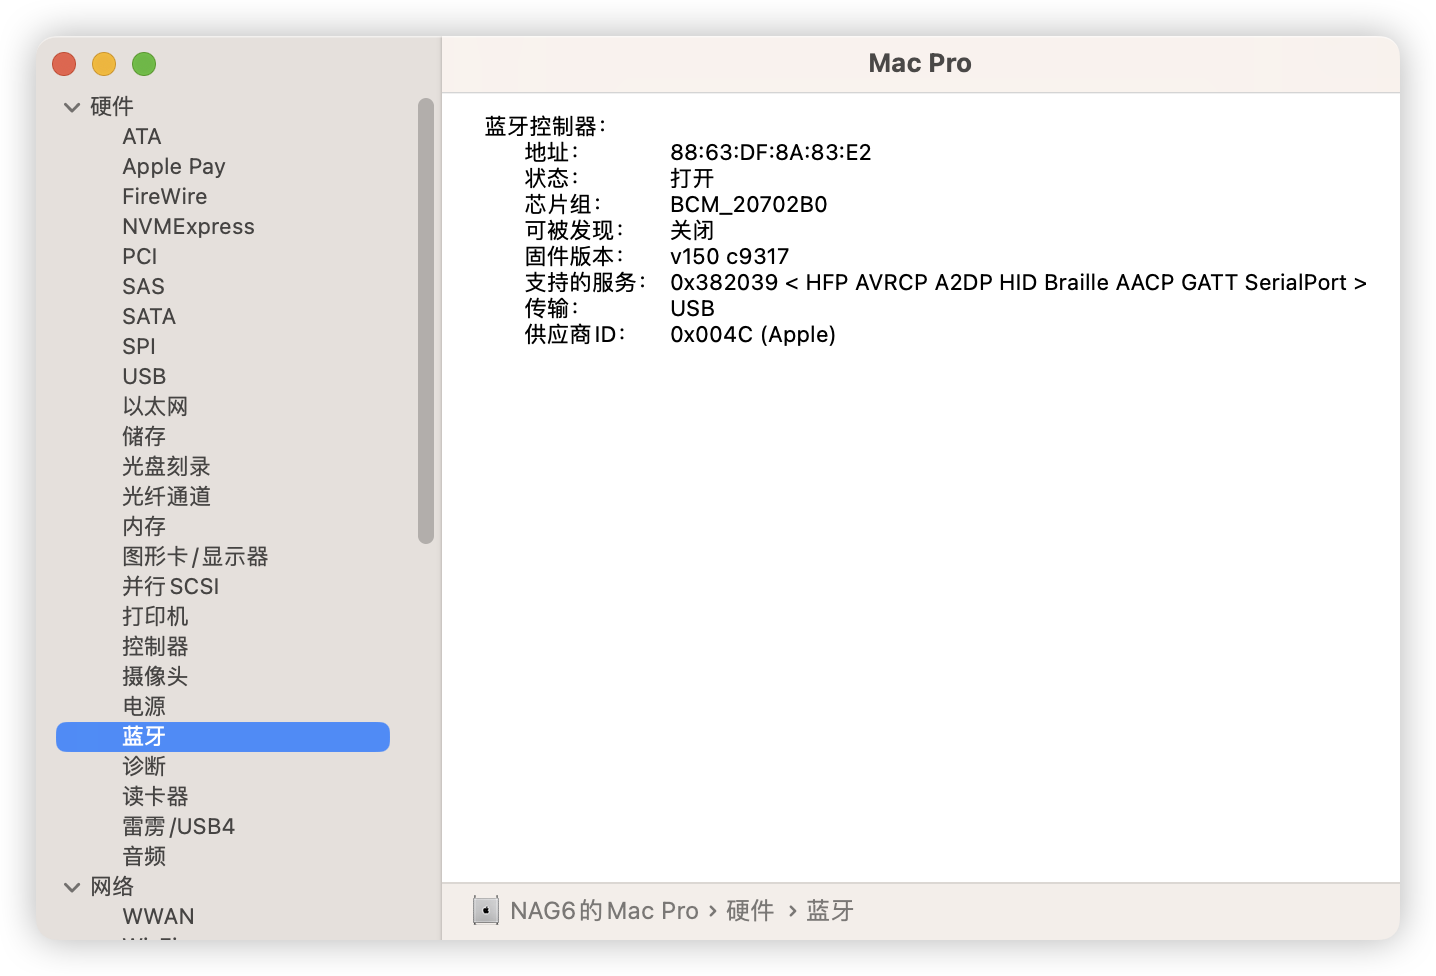 Mac Pro
硬件
ATA
Apple Pay
FireWire
NVMExpress
PCI
SAS
SATA
SPI
USB
以太网
储存
光盘刻录
光纤通道
内存
图形卡/显示器
并行SCSI
打印机
控制器
摄像头
电源
蓝牙
诊断
读卡器
雷雳/USB4
音频
网络
WWAN
蓝牙控制器:
地址: 88:63:DF:8A:83:E2
状态: 打开
芯片组: BCM_20702B0
可被发现: 关闭
固件版本: v150 c9317
支持的服务: 0x382039 < HFP AVRCP A2DP HID Braille AACP GATT SerialPort >
传输: USB
供应商ID: 0x004C (Apple)
NAG6的Mac Pro › 硬件 › 蓝牙